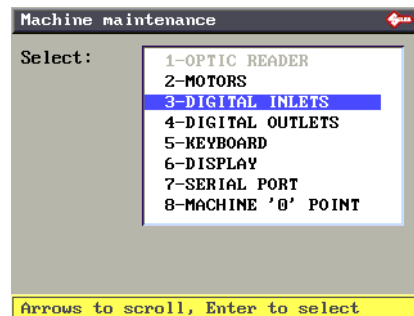 Machine maintenance
Select:
1-OPTIC READER
2-MOTORS
3-DIGITAL INLETS
4-DIGITAL OUTLETS
5-KEYBOARD
6-DISPLAY
7-SERIAL PORT
8-MACHINE '0' POINT
Arrows to scroll, Enter to select